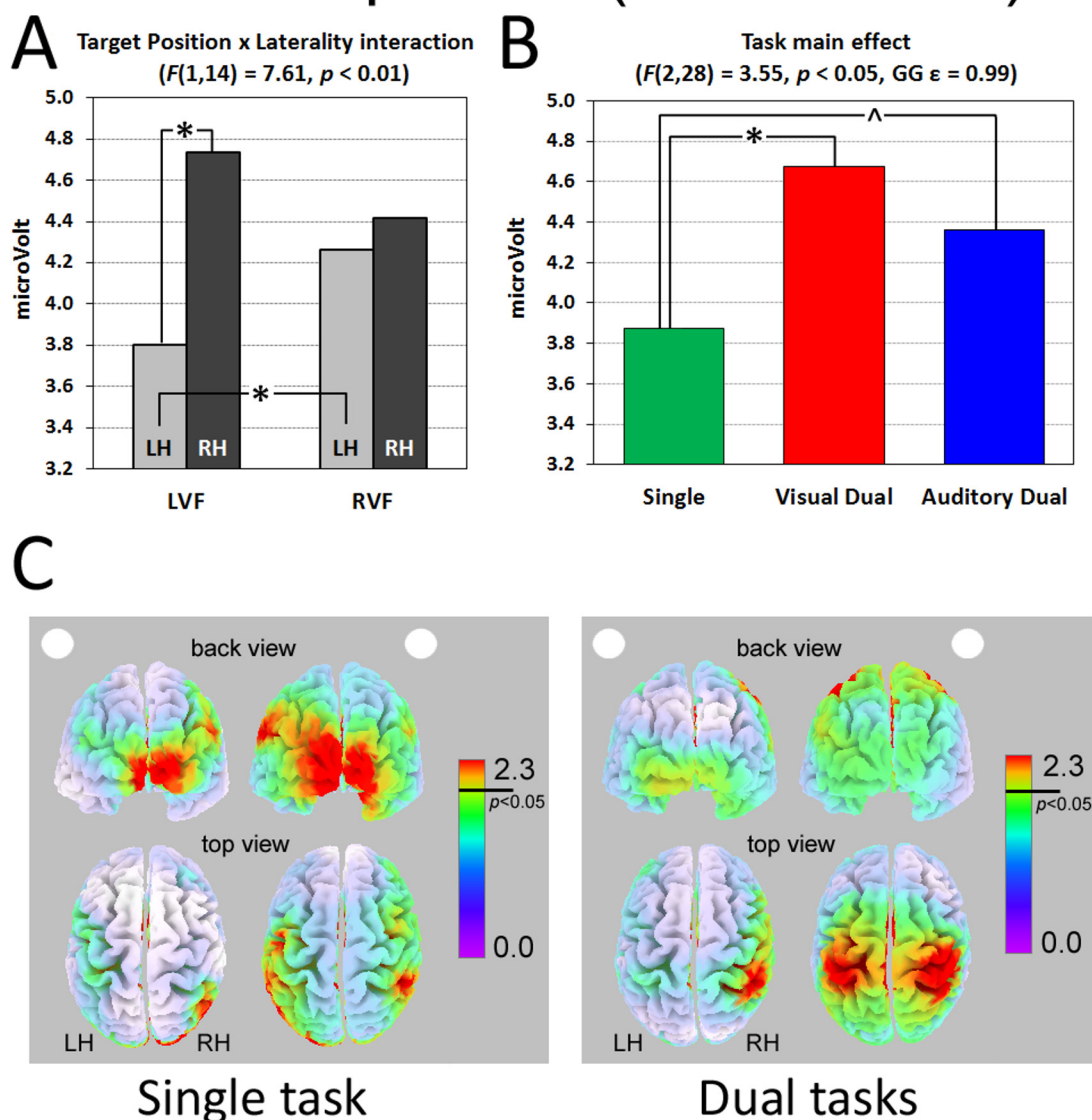 A
Target Position x Laterality interaction
(F(1,14) = 7.61, p < 0.01)
5.0
4.8
4.6
4.4
4.2
4.0
3.8
3.6
3.4
3.2
microVolt
*
*
LH
RH
LH
RH
LVF
RVF
B
Task main effect
(F(2,28) = 3.55, p < 0.05, GG ε = 0.99)
5.0
4.8
4.6
4.4
4.2
4.0
3.8
3.6
3.4
3.2
microVolt
^
*
Single
Visual Dual
Auditory Dual
C
back view
2.3
p<0.05
top view
0.0
LH
RH
Single task
back view
2.3
p<0.05
top view
0.0
LH
RH
Dual tasks